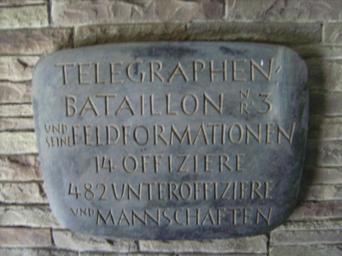 TELEGRAPHEN-
BATAILLON NR 3
UND SEINE FELDFORMATIONEN
14 OFFIZIERE
482 UNTEROFFIZIERE
UND MANNSCHAFTEN